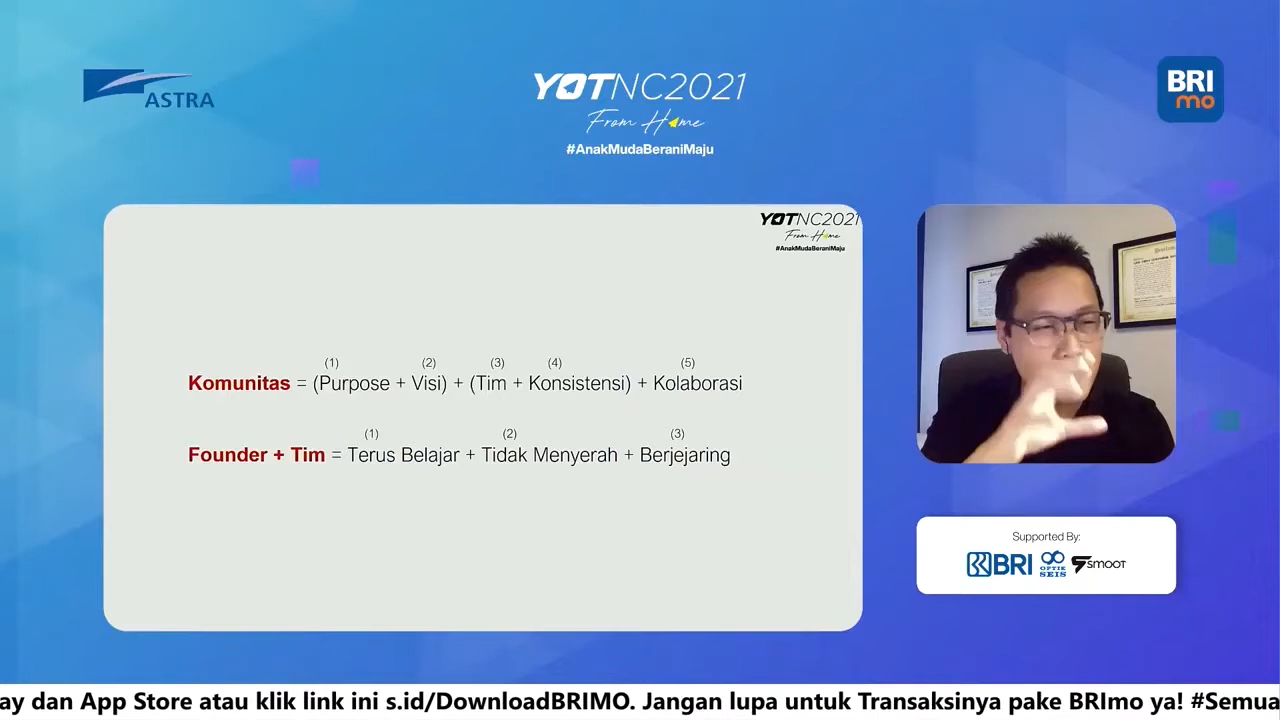 ASTRA
YOTNC2021
From Home
#AnakMudaBeraniMaju
BRI
mo
YOTNC2021
From Home
#AnakMudaBeraniMaju
(1) (2) (3) (4) (5)
Komunitas = (Purpose + Visi) + (Tim + Konsistensi) + Kolaborasi
(1) (2) (3)
Founder + Tim = Terus Belajar + Tidak Menyerah + Berjejaring
Supported By:
BRI OPTIK SEIS SMOOT
ay dan App Store atau klik link ini s.id/DownloadBRIMO. Jangan lupa untuk Transaksinya pake BRImo ya! #Semua